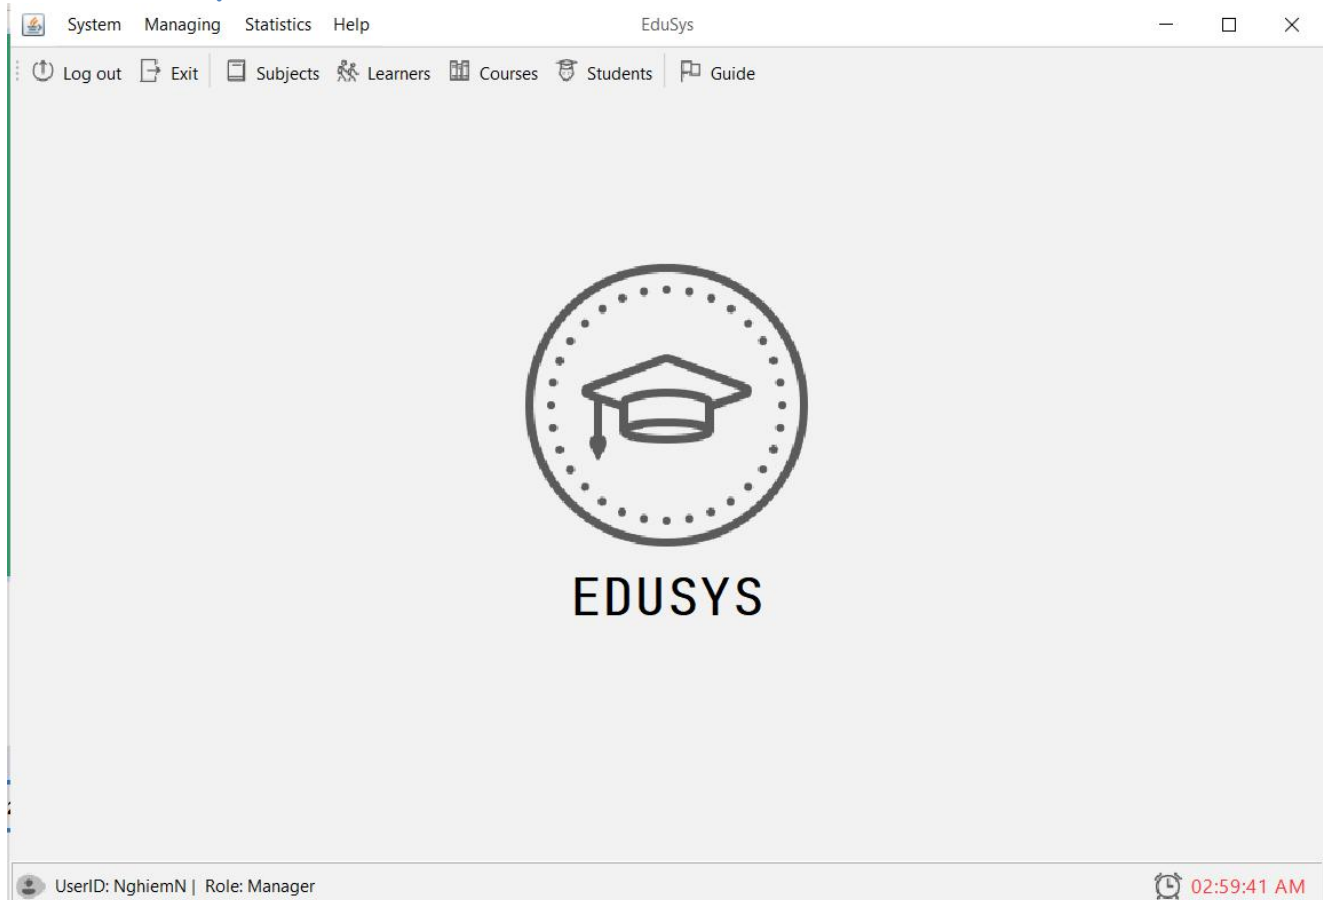 System Managing Statistics Help EduSys
Log out Exit Subjects Learners Courses Students Guide
EDUSYS
UserID: NghiemN | Role: Manager 02:59:41 AM